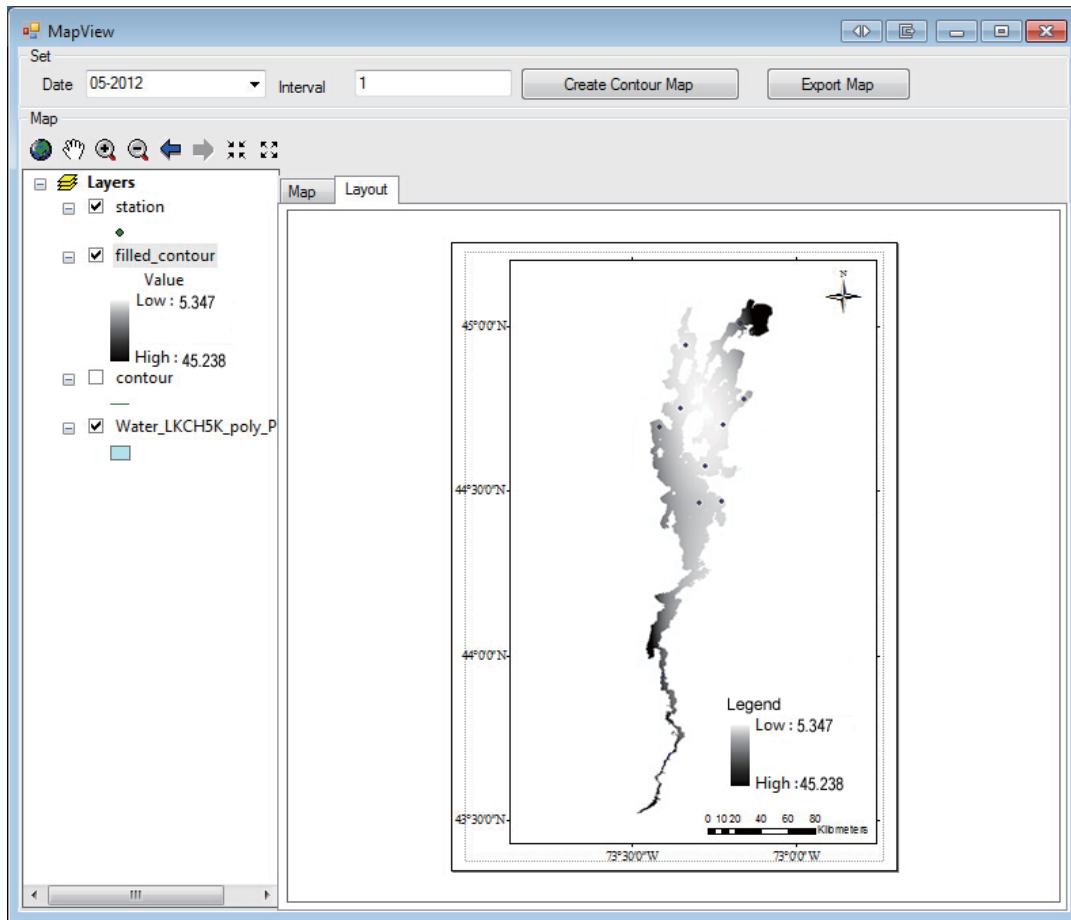 MapView
Set
Date 05-2012 Interval 1 Create Contour Map Export Map
Map
Layers
station
filled_contour
Value
Low : 5.347
High : 45.238
contour
Water_LKCH5K_poly_P
Map Layout
N
45°0'0"N
44°30'0"N
44°0'0"N
43°30'0"N
73°30'0"W 73°0'0"W
Legend
Low : 5.347
High : 45.238
0 10 20 40 60 80
Kilometers